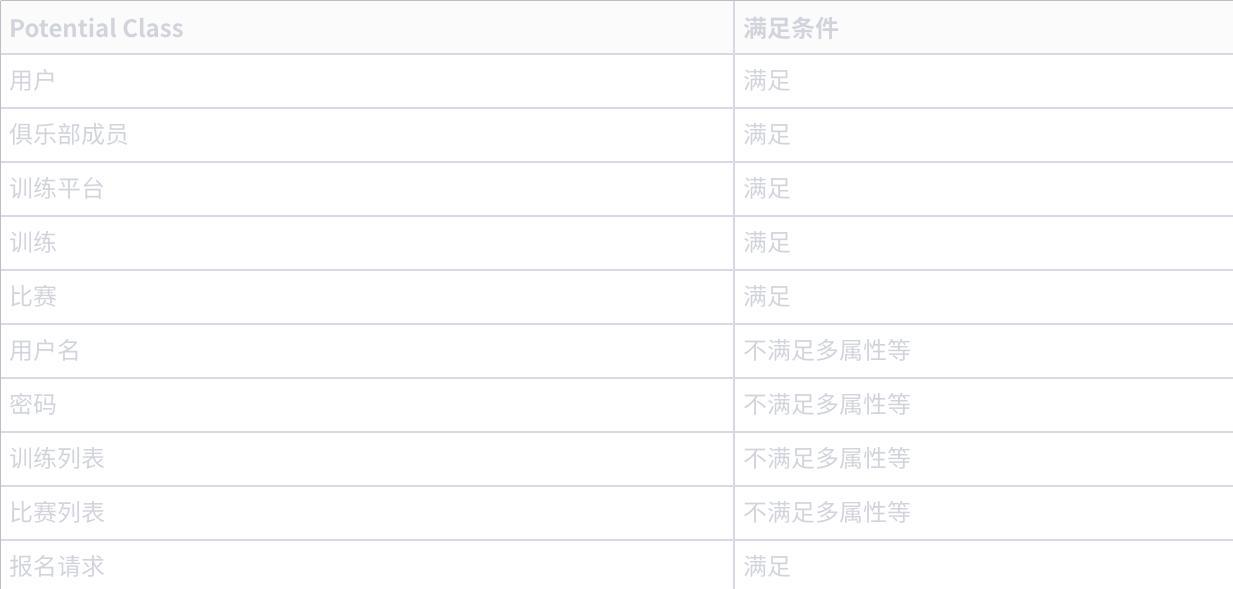 Potential Class 满足条件
用户 满足
俱乐部成员 满足
训练平台 满足
训练 满足
比赛 满足
用户名 不满足多属性等
密码 不满足多属性等
训练列表 不满足多属性等
比赛列表 不满足多属性等
报名请求 满足